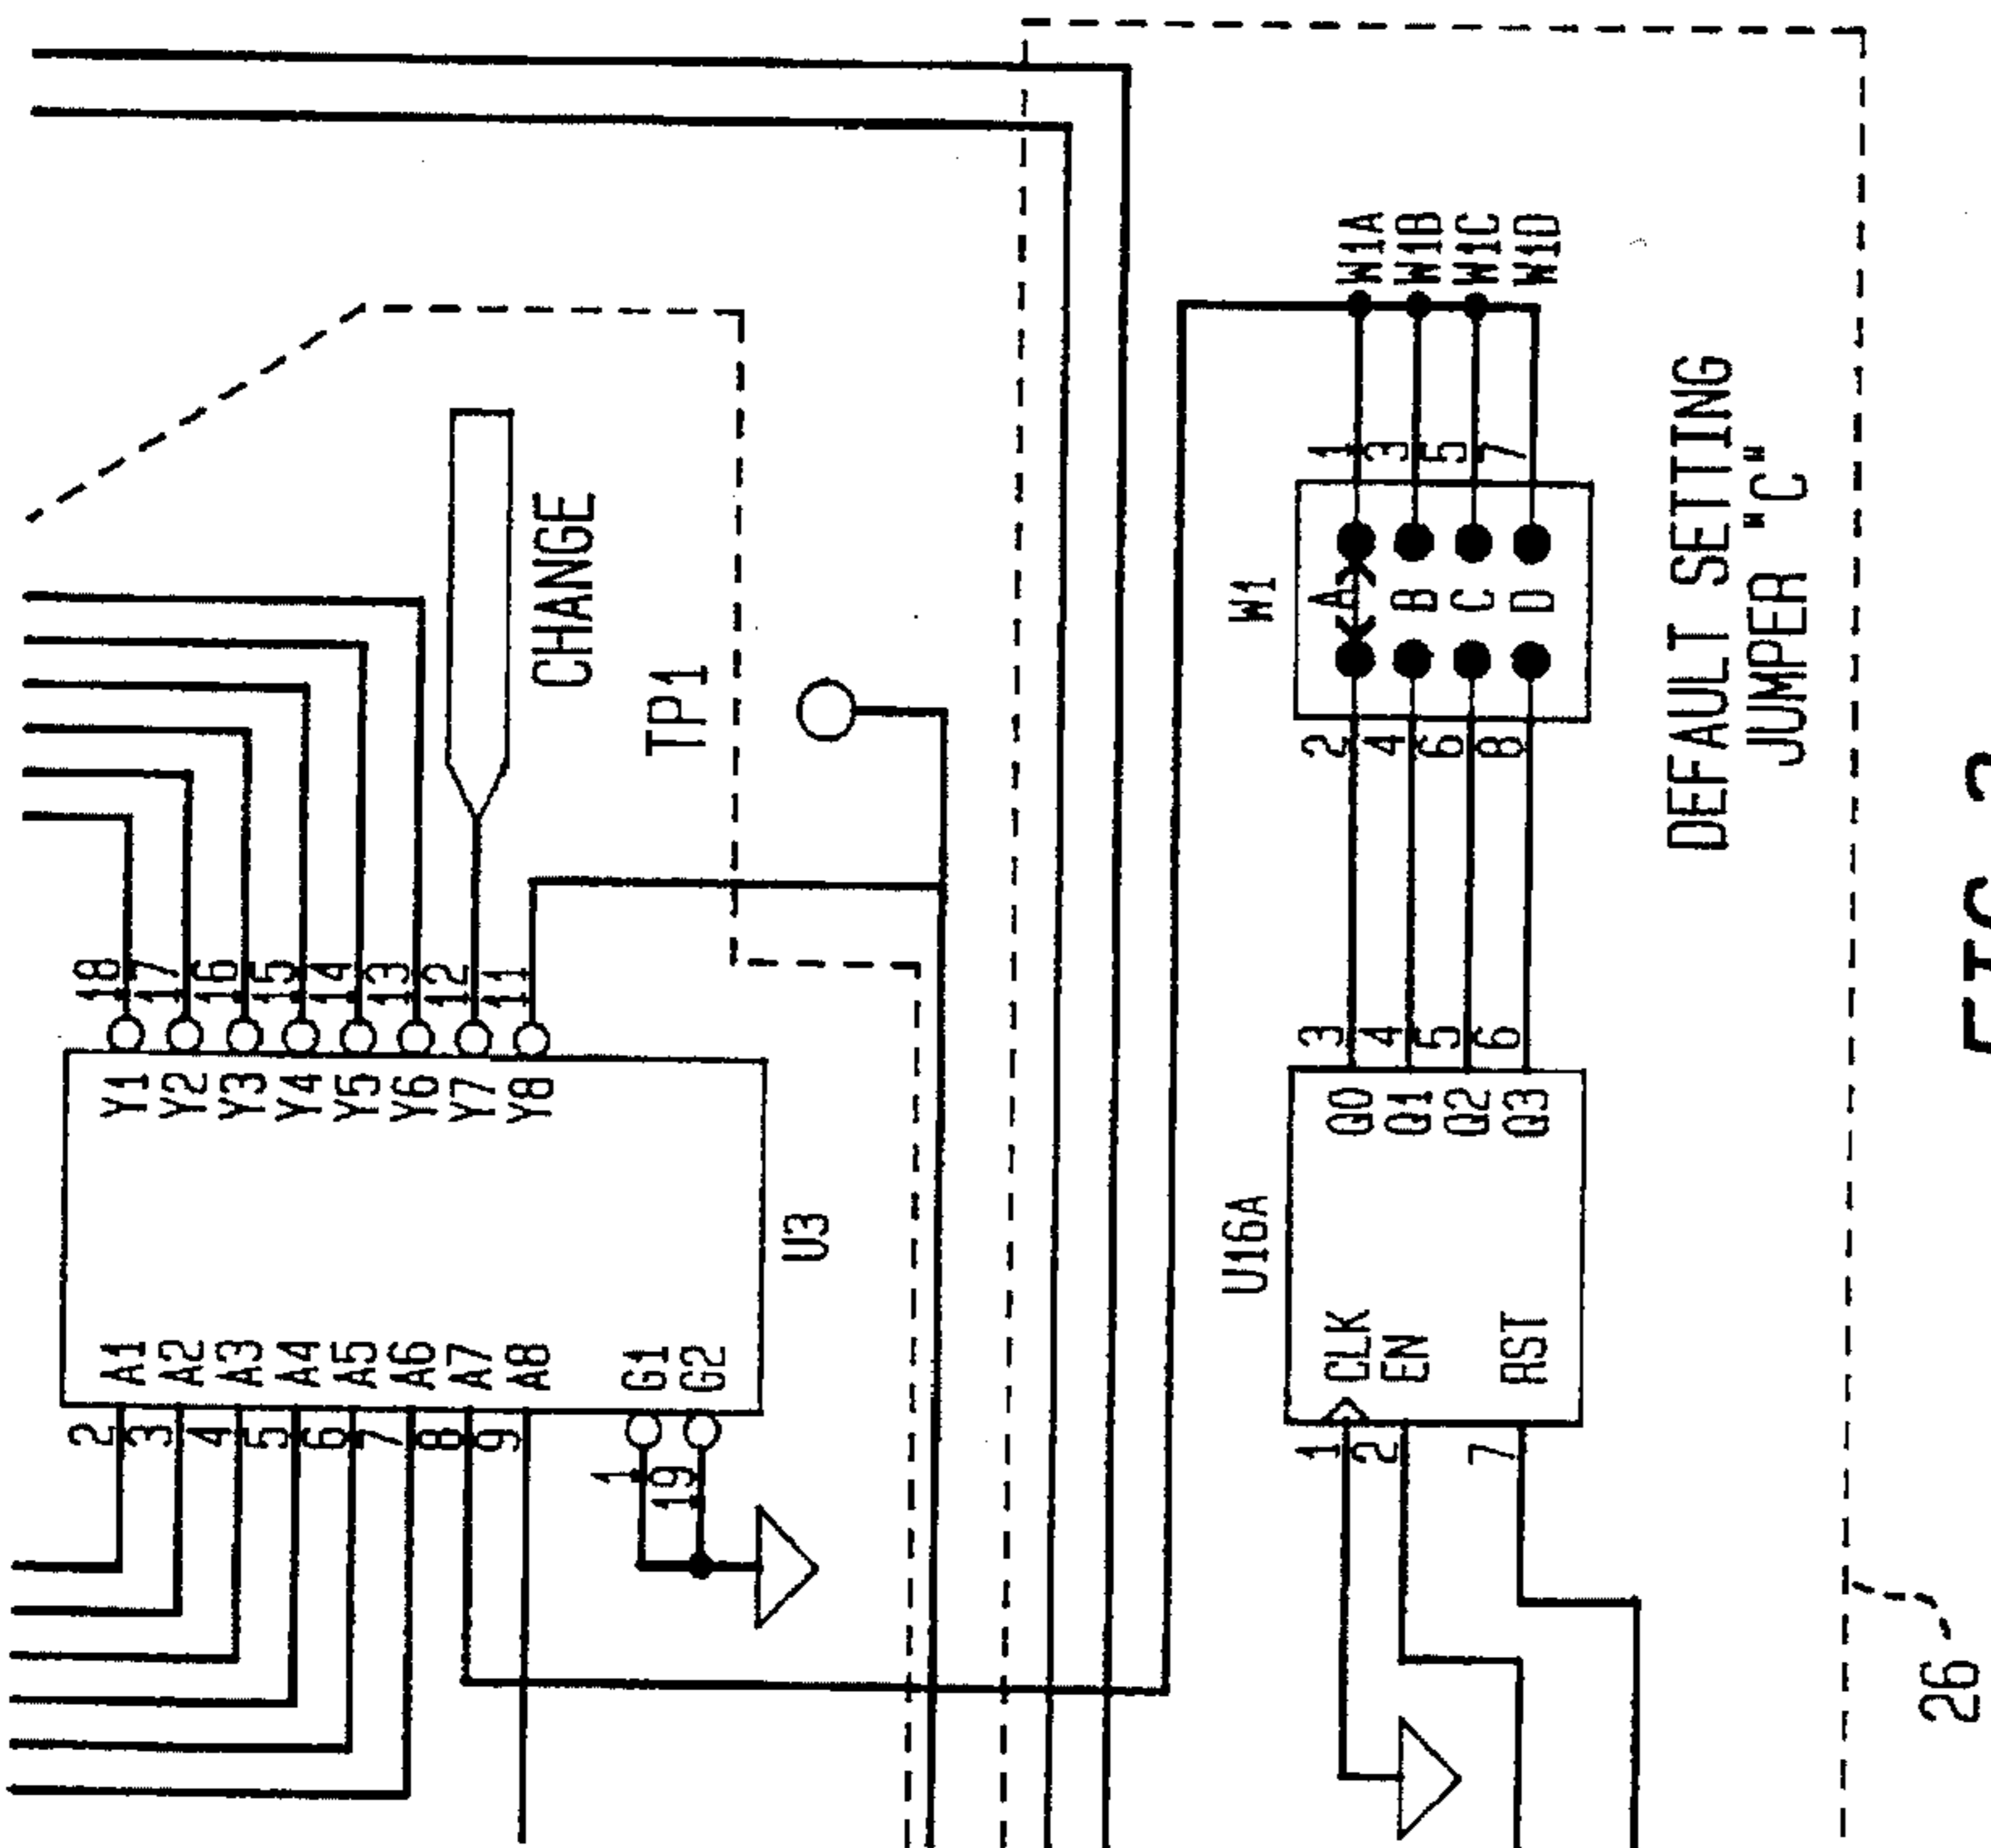 W1A
W1B
W1C
W1D
1
3
5
7
W1
A
B
C
D
2
4
6
8
DEFAULT SETTING
JUMPER "C"
CHANGE
TP1
18
17
16
15
14
13
12
11
Y1
Y2
Y3
Y4
Y5
Y6
Y7
Y8
U3
A1
A2
A3
A4
A5
A6
A7
A8
G1
G2
2
3
4
5
6
7
8
9
1
19
3
4
5
6
Q0
Q1
Q2
Q3
U16A
CLK
EN
RST
1
2
7
26